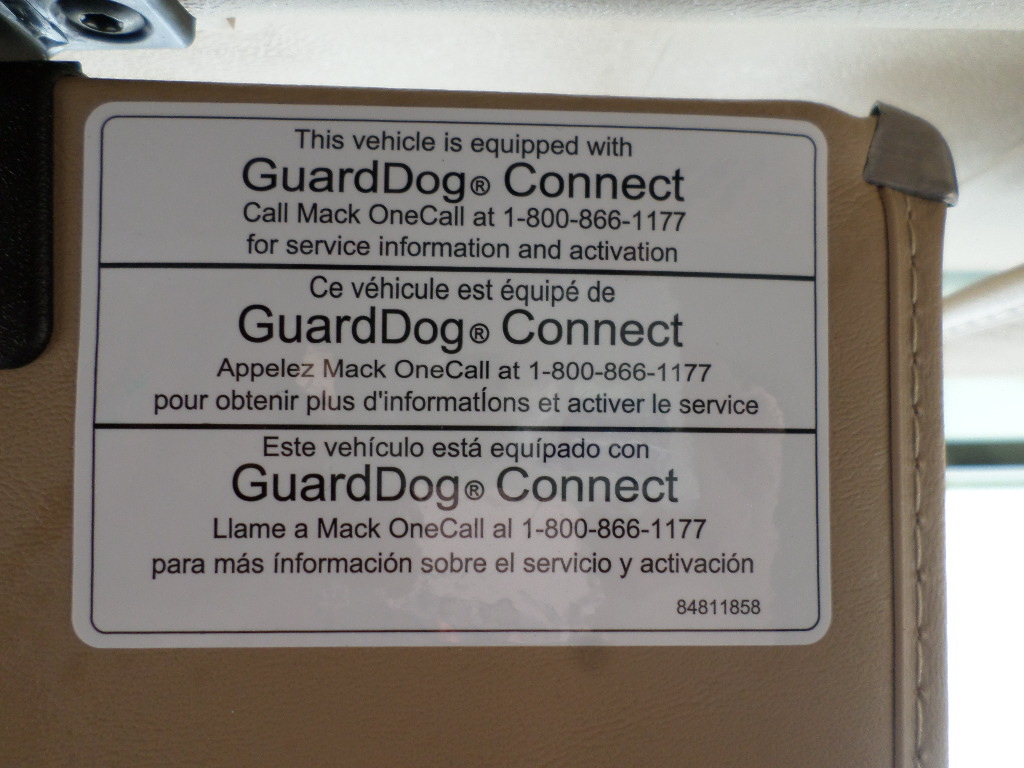 This vehicle is equipped with
GuardDog® Connect
Call Mack OneCall at 1-800-866-1177
for service information and activation
Ce véhicule est équipé de
GuardDog® Connect
Appelez Mack OneCall at 1-800-866-1177
pour obtenir plus d'informatÍons et activer le service
Este vehículo está equípado con
GuardDog® Connect
Llame a Mack OneCall al 1-800-866-1177
para más ínformación sobre el servicio y activación
84811858